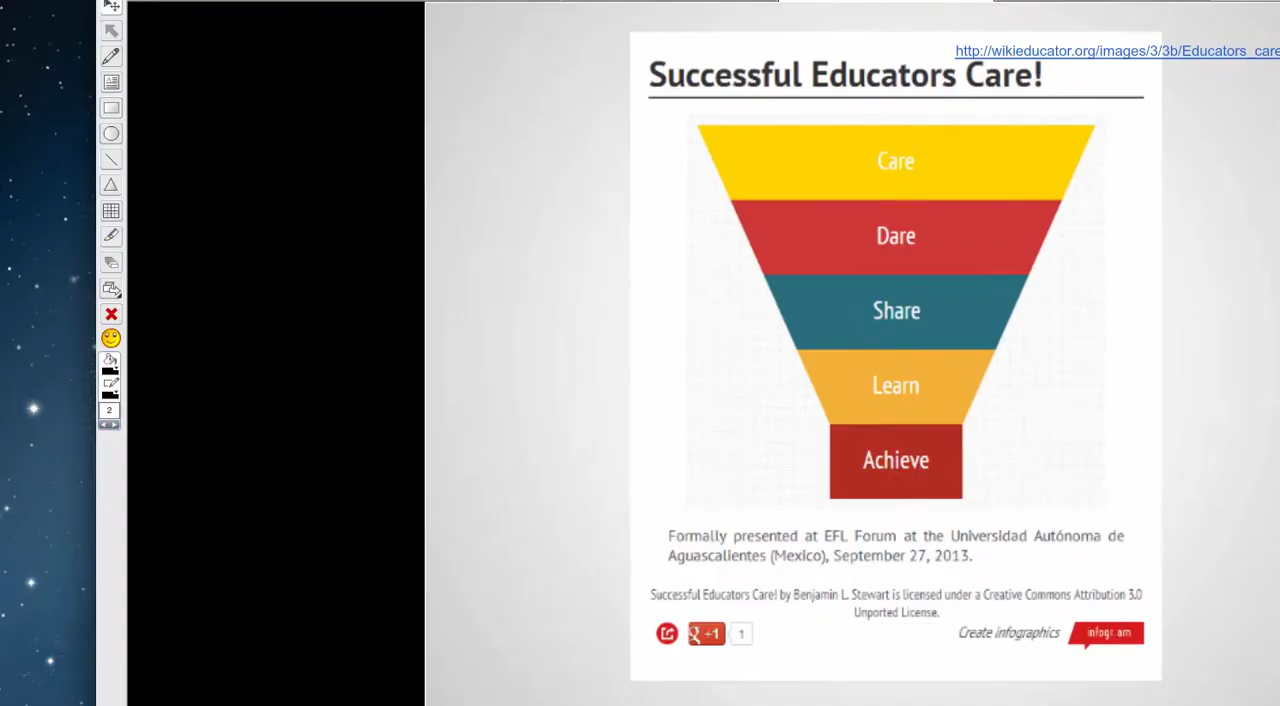 http://wikieducator.org/images/3/3b/Educators_care
Successful Educators Care!
Care
Dare
Share
Learn
Achieve
Formally presented at EFL Forum at the Universidad Autónoma de
Aguascalientes (Mexico), September 27, 2013.
Successful Educators Care! by Benjamin L. Stewart is licensed under a Creative Commons Attribution 3.0
Unported License.
g +1 1
Create infographics infogr.am
2